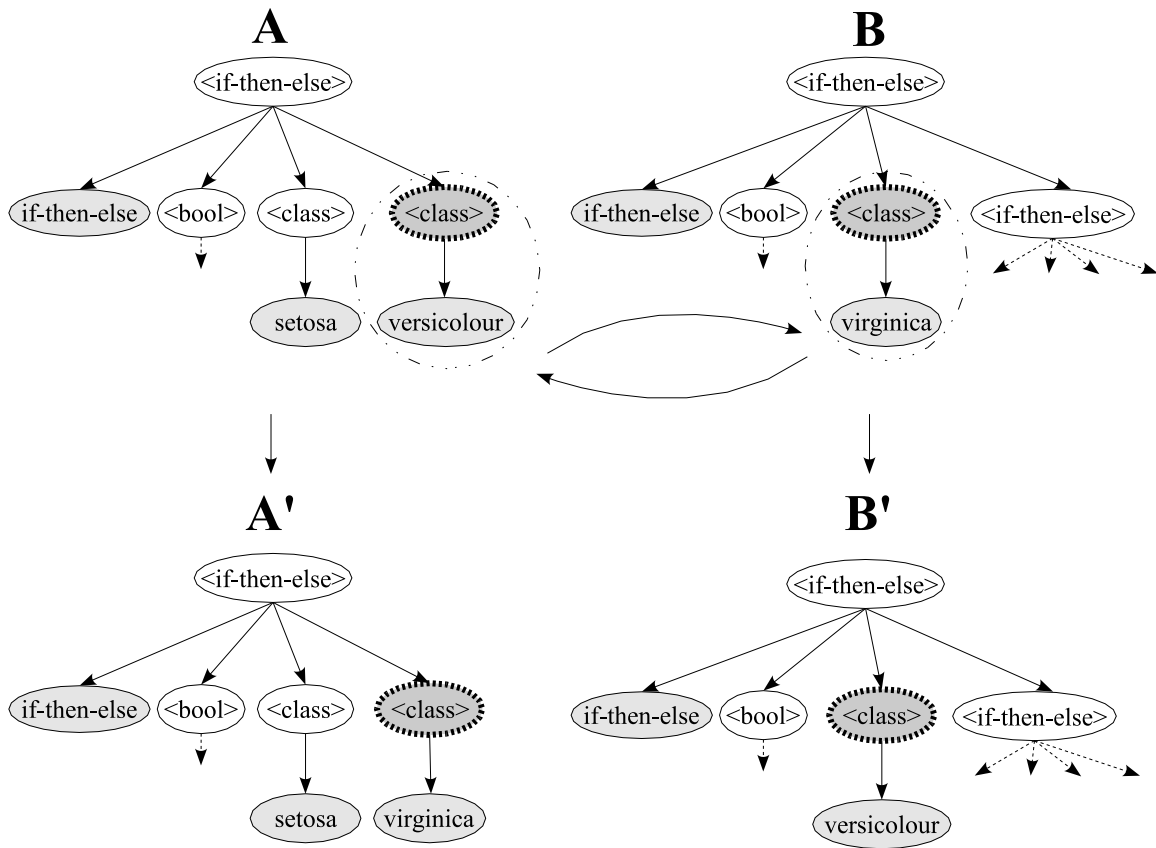 A
<if-then-else>
if-then-else
<bool>
<class>
<class>
setosa
versicolour
B
<if-then-else>
if-then-else
<bool>
<class>
<if-then-else>
virginica
A'
<if-then-else>
if-then-else
<bool>
<class>
<class>
setosa
virginica
B'
<if-then-else>
if-then-else
<bool>
<class>
<if-then-else>
versicolour